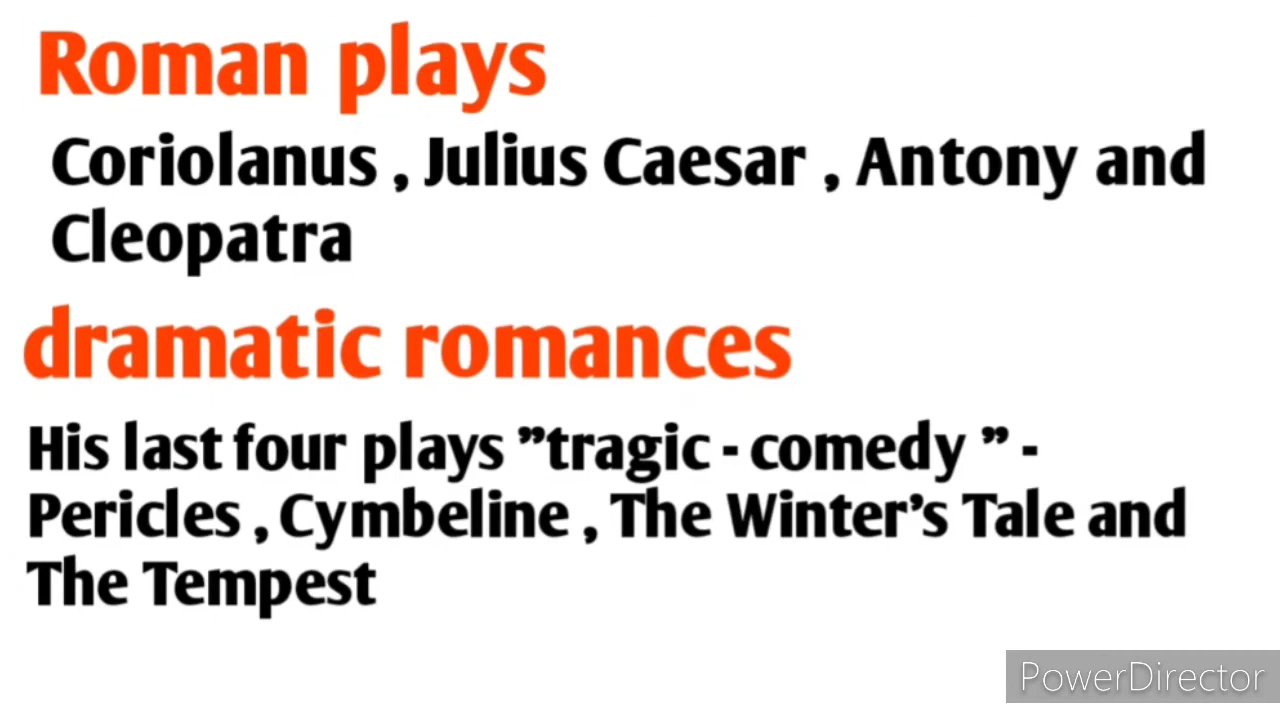 Roman plays
Coriolanus , Julius Caesar , Antony and
Cleopatra
dramatic romances
His last four plays ”tragic - comedy ” -
Pericles , Cymbeline , The Winter’s Tale and
The Tempest
PowerDirector